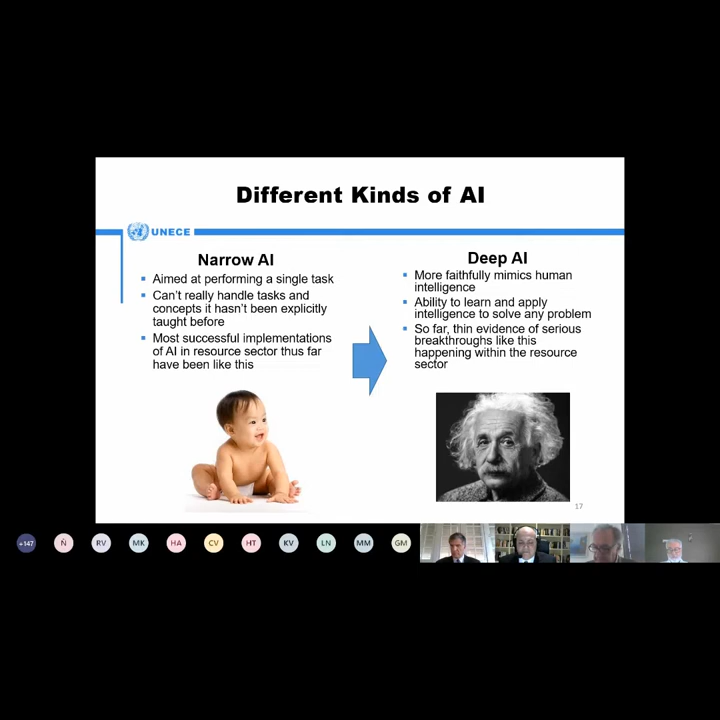 Different Kinds of AI
UNECE
Narrow AI
Aimed at performing a single task
Can't really handle tasks and
concepts it hasn't been explicitly
taught before
Most successful implementations
of AI in resource sector thus far
have been like this
Deep AI
More faithfully mimics human
intelligence
Ability to learn and apply
intelligence to solve any problem
So far, thin evidence of serious
breakthroughs like this
happening within the resource
sector
17
+147
Ñ
RV
MK
HA
CV
HT
KV
LN
MM
GM